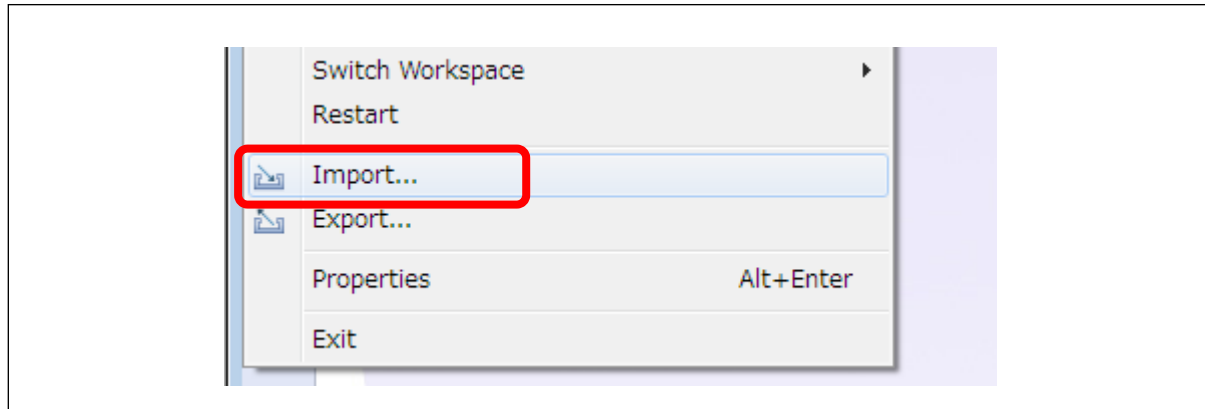 Switch Workspace
Restart
Import...
Export...
Properties Alt+Enter
Exit